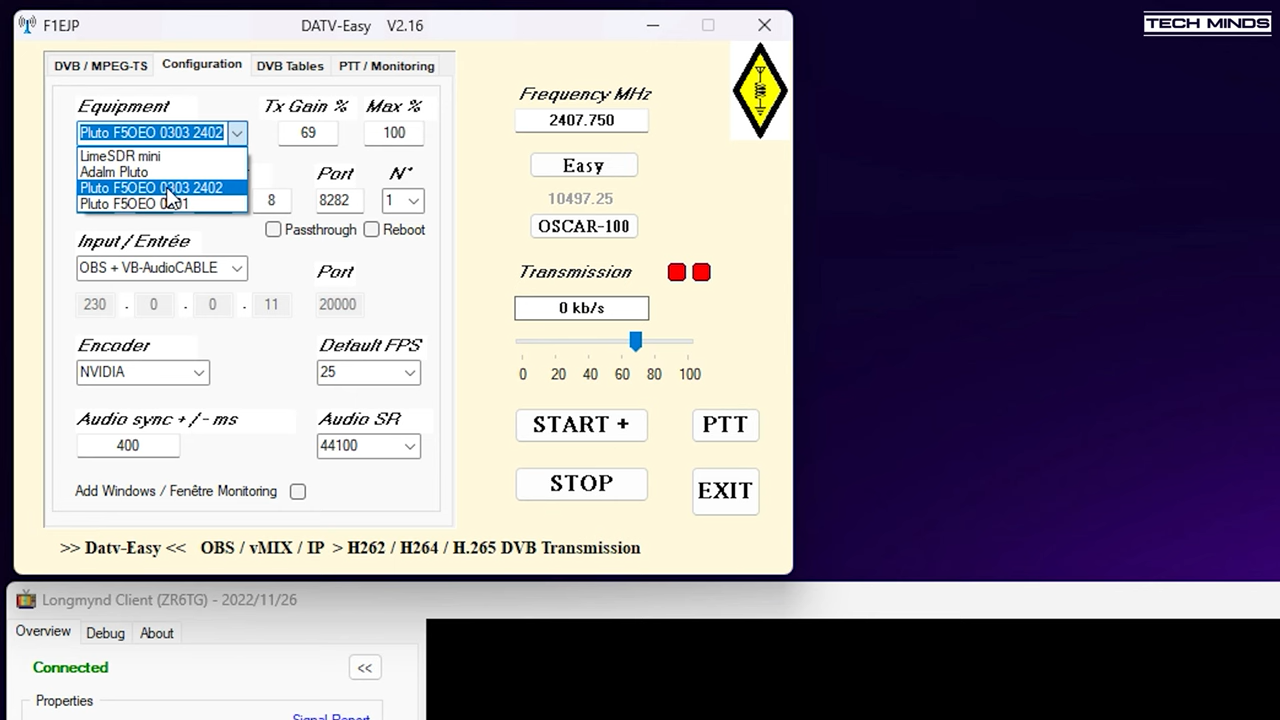 TECH MINDS
F1EJP
DATV-Easy V2.16
DVB / MPEG-TS
Configuration
DVB Tables
PTT / Monitoring
Equipment
Tx Gain %
Max %
Pluto F5OEO 0303 2402
69
100
LimeSDR mini
Adalm Pluto
Pluto F5OEO 0303 2402
Pluto F5OEO
Port
N°
8
8282
1
Passthrough
Reboot
Input / Entrée
OBS + VB-AudioCABLE
Port
230 . 0 . 0 . 11
20000
Encoder
Default FPS
NVIDIA
25
Audio sync + / - ms
Audio SR
400
44100
Add Windows / Fenêtre Monitoring
Frequency MHz
2407.750
Easy
10497.25
OSCAR-100
Transmission
0 kb/s
0 20 40 60 80 100
START +
PTT
STOP
EXIT
>> Datv-Easy << OBS / vMIX / IP > H262 / H264 / H.265 DVB Transmission
Longmynd Client (ZR6TG) - 2022/11/26
Overview
Debug
About
Connected
<<
Properties
Signal Report